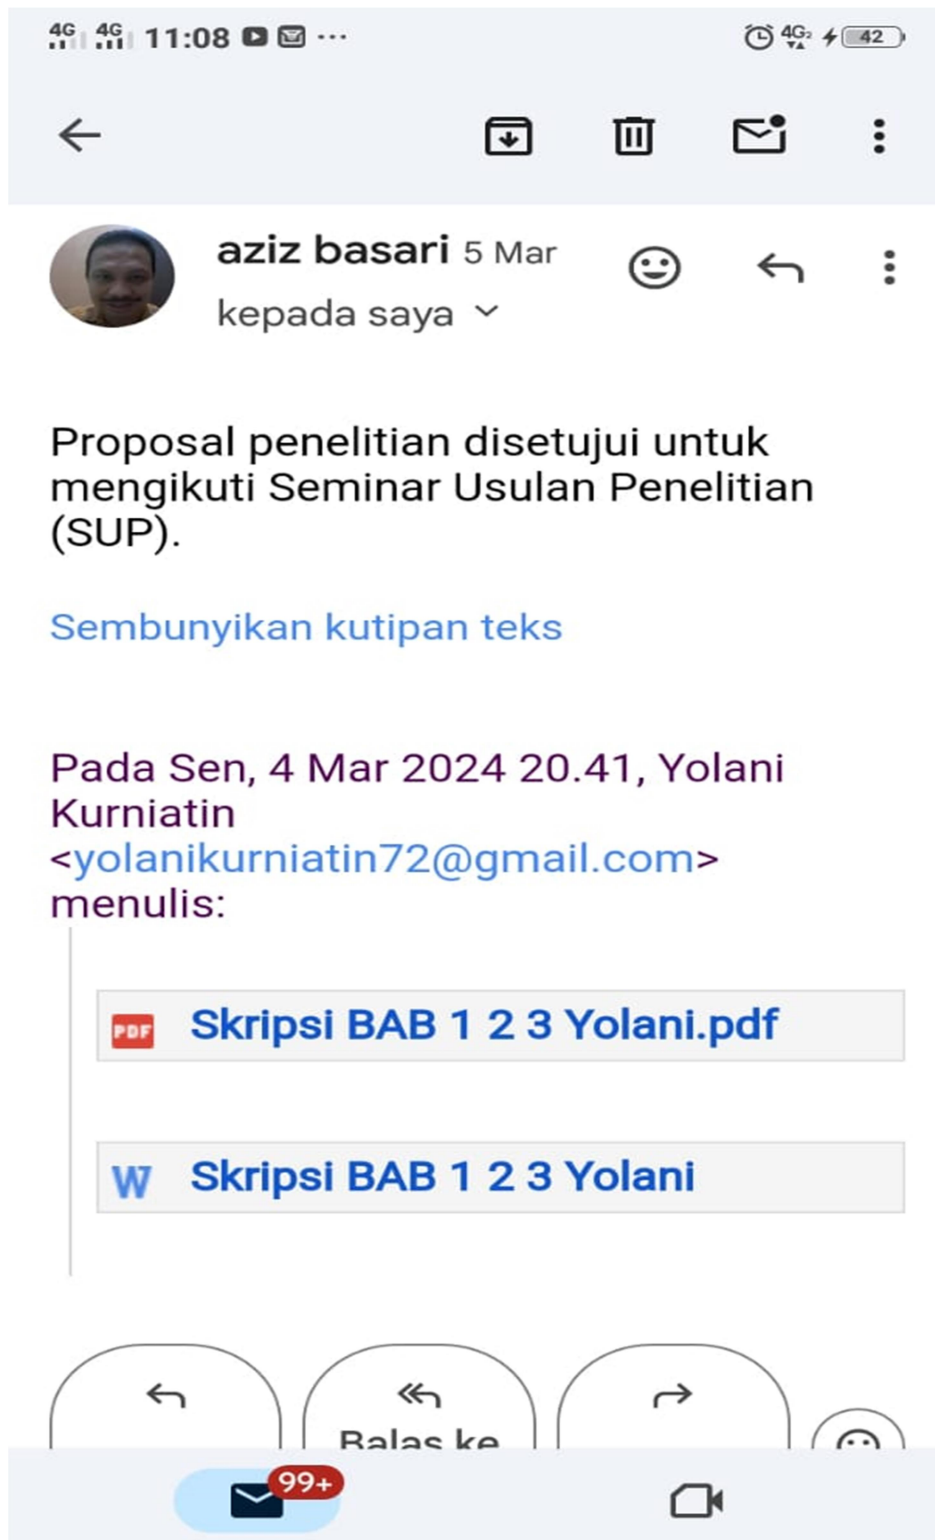 4G 4G 11:08 ··· 4G2 42
aziz basari 5 Mar
kepada saya
Proposal penelitian disetujui untuk
mengikuti Seminar Usulan Penelitian
(SUP).
Sembunyikan kutipan teks
Pada Sen, 4 Mar 2024 20.41, Yolani
Kurniatin
<yolanikurniatin72@gmail.com>
menulis:
PDF Skripsi BAB 1 2 3 Yolani.pdf
W Skripsi BAB 1 2 3 Yolani
Balas ke
99+